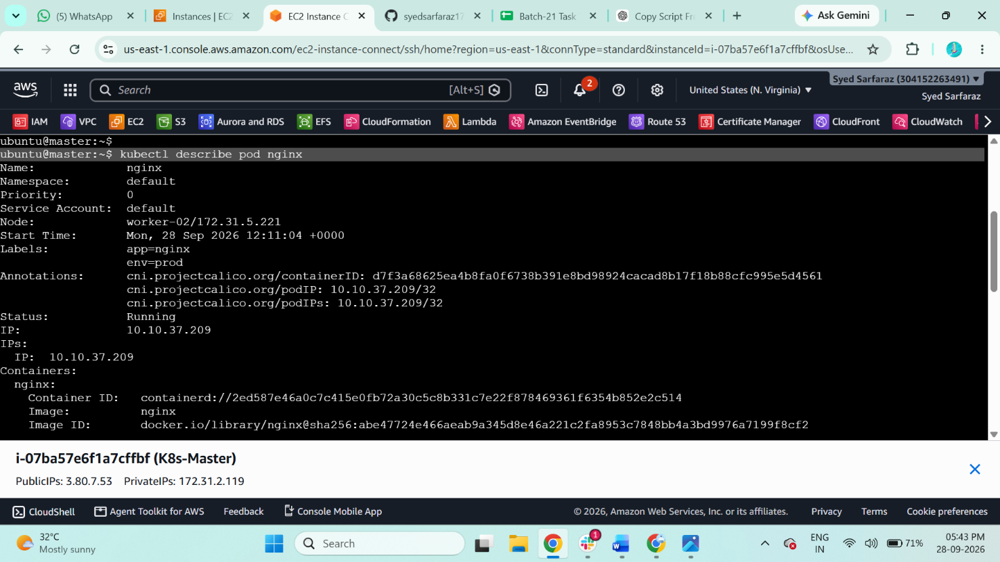 (5) WhatsApp
Instances | EC2
EC2 Instance C
syedsarfaraz17
Batch-21 Task
Copy Script Fr
Ask Gemini
us-east-1.console.aws.amazon.com/ec2-instance-connect/ssh/home?region=us-east-1&connType=standard&instanceId=i-07ba57e6f1a7cffbf&osUse...
aws
Search
[Alt+S]
2
United States (N. Virginia) ▼
Syed Sarfaraz (304152263491) ▼
Syed Sarfaraz
IAM
VPC
EC2
S3
Aurora and RDS
EFS
CloudFormation
Lambda
Amazon EventBridge
Route 53
Certificate Manager
CloudFront
CloudWatch
ubuntu@master:~$
ubuntu@master:~$ kubectl describe pod nginx
Name:             nginx
Namespace:        default
Priority:         0
Service Account:  default
Node:             worker-02/172.31.5.221
Start Time:       Mon, 28 Sep 2026 12:11:04 +0000
Labels:           app=nginx
                  env=prod
Annotations:      cni.projectcalico.org/containerID: d7f3a68625ea4b8fa0f6738b391e8bd98924cacad8b17f18b88cfc995e5d4561
                  cni.projectcalico.org/podIP: 10.10.37.209/32
                  cni.projectcalico.org/podIPs: 10.10.37.209/32
Status:           Running
IP:               10.10.37.209
IPs:
  IP:  10.10.37.209
Containers:
  nginx:
    Container ID:   containerd://2ed587e46a0c7c415e0fb72a30c5c8b331c7e22f878469361f6354b852e2c514
    Image:          nginx
    Image ID:       docker.io/library/nginx@sha256:abe47724e466aeab9a345d8e46a221c2fa8953c7848bb4a3bd9976a7199f8cf2
i-07ba57e6f1a7cffbf (K8s-Master)
PublicIPs: 3.80.7.53 PrivateIPs: 172.31.2.119
CloudShell
Agent Toolkit for AWS
Feedback
Console Mobile App
© 2026, Amazon Web Services, Inc. or its affiliates.
Privacy
Terms
Cookie preferences
32°C
Mostly sunny
Search
1
ENG
IN
71%
05:43 PM
28-09-2026